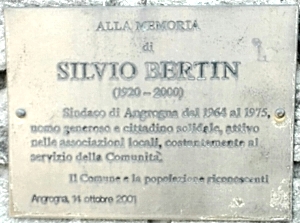 ALLA MEMORIA
di
SILVIO BERTIN
(1920 - 2000)
Sindaco di Angrogna dal 1964 al 1975,
uomo generoso e cittadino solidale, attivo
nelle associazioni locali, costantemente al
servizio della Comunità.
Il Comune e la popolazione riconoscenti
Angrogna, 14 ottobre 2001